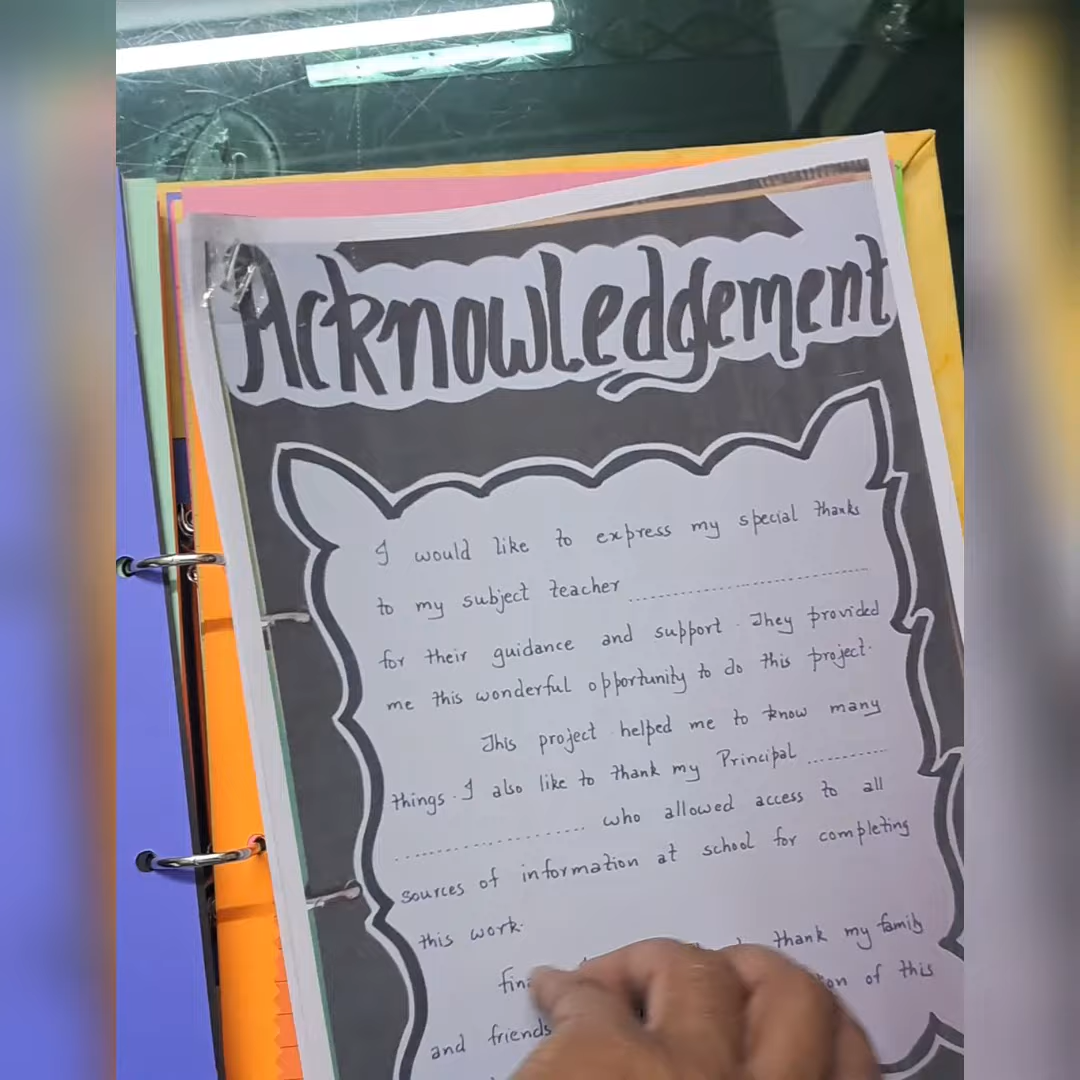 Acknowledgement
I would like to express my special thanks
to my subject teacher ..............................
for their guidance and support. They provided
me this wonderful opportunity to do this project.
This project helped me to know many
things. I also like to thank my Principal ...........
......................... who allowed access to all
sources of information at school for completing
this work.
thank my family
and friends of this